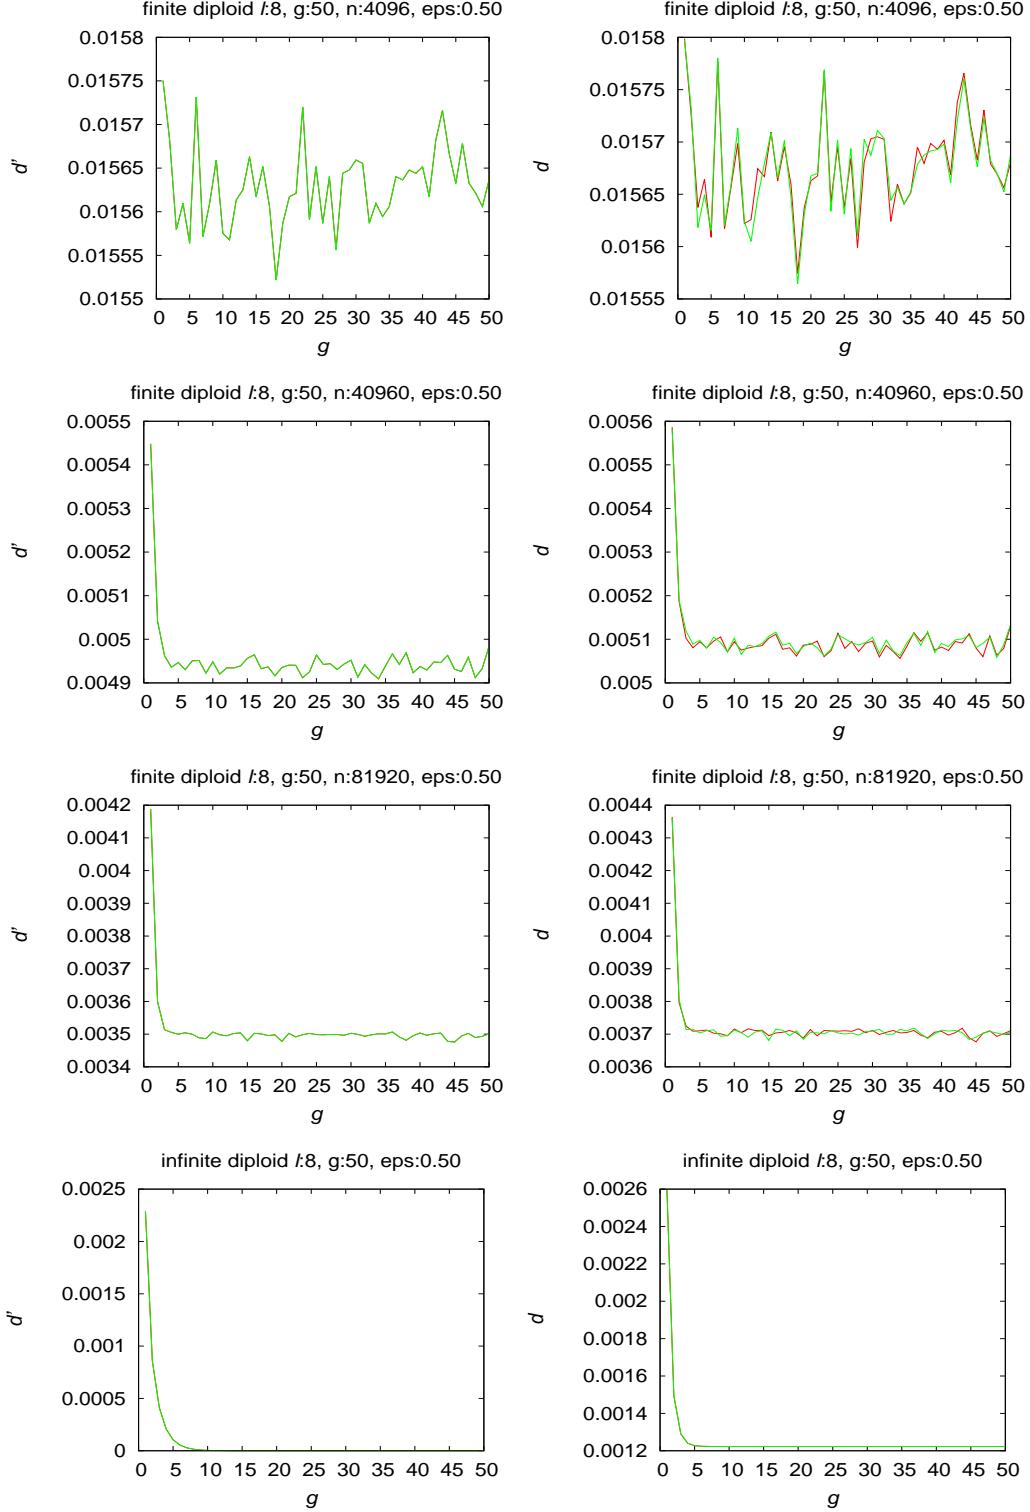 finite diploid l:8, g:50, n:4096, eps:0.50
0.0158
0.01575
0.0157
0.01565
0.0156
0.01555
0.0155
d'
0 5 10 15 20 25 30 35 40 45 50
g
finite diploid l:8, g:50, n:4096, eps:0.50
0.0158
0.01575
0.0157
0.01565
0.0156
0.01555
d
0 5 10 15 20 25 30 35 40 45 50
g
finite diploid l:8, g:50, n:40960, eps:0.50
0.0055
0.0054
0.0053
0.0052
0.0051
0.005
0.0049
d'
0 5 10 15 20 25 30 35 40 45 50
g
finite diploid l:8, g:50, n:40960, eps:0.50
0.0056
0.0055
0.0054
0.0053
0.0052
0.0051
0.005
d
0 5 10 15 20 25 30 35 40 45 50
g
finite diploid l:8, g:50, n:81920, eps:0.50
0.0042
0.0041
0.004
0.0039
0.0038
0.0037
0.0036
0.0035
0.0034
d'
0 5 10 15 20 25 30 35 40 45 50
g
finite diploid l:8, g:50, n:81920, eps:0.50
0.0044
0.0043
0.0042
0.0041
0.004
0.0039
0.0038
0.0037
0.0036
d
0 5 10 15 20 25 30 35 40 45 50
g
infinite diploid l:8, g:50, eps:0.50
0.0025
0.002
0.0015
0.001
0.0005
0
d'
0 5 10 15 20 25 30 35 40 45 50
g
infinite diploid l:8, g:50, eps:0.50
0.0026
0.0024
0.0022
0.002
0.0018
0.0016
0.0014
0.0012
d
0 5 10 15 20 25 30 35 40 45 50
g